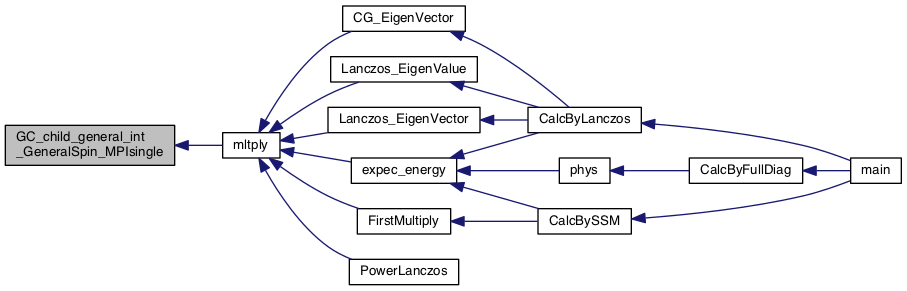 GC_child_general_int
_GeneralSpin_MPIsingle
mltply
CG_EigenVector
Lanczos_EigenValue
Lanczos_EigenVector
expec_energy
FirstMultiply
PowerLanczos
CalcByLanczos
phys
CalcBySSM
CalcByFullDiag
main